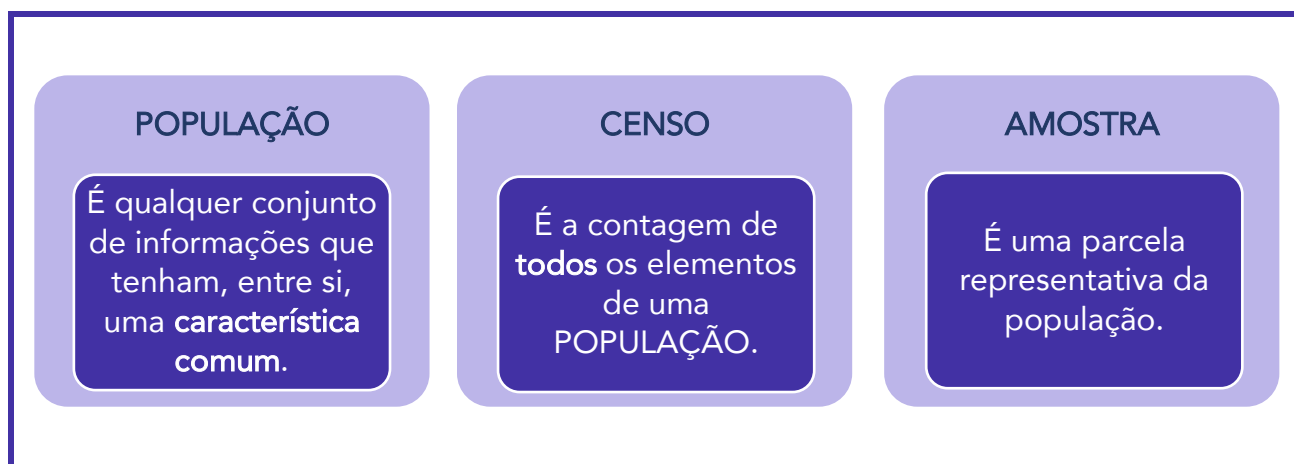 POPULAÇÃO
É qualquer conjunto
de informações que
tenham, entre si,
uma característica
comum.
CENSO
É a contagem de
todos os elementos
de uma
POPULAÇÃO.
AMOSTRA
É uma parcela
representativa da
população.